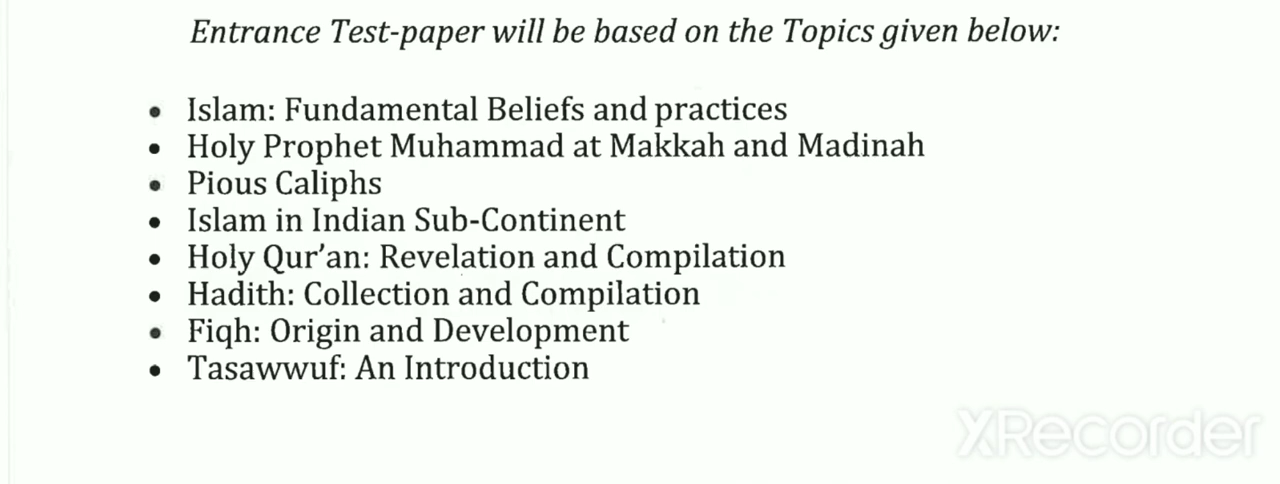 Entrance Test-paper will be based on the Topics given below:
• Islam: Fundamental Beliefs and practices
• Holy Prophet Muhammad at Makkah and Madinah
• Pious Caliphs
• Islam in Indian Sub-Continent
• Holy Qur’an: Revelation and Compilation
• Hadith: Collection and Compilation
• Fiqh: Origin and Development
• Tasawwuf: An Introduction
XRecorder